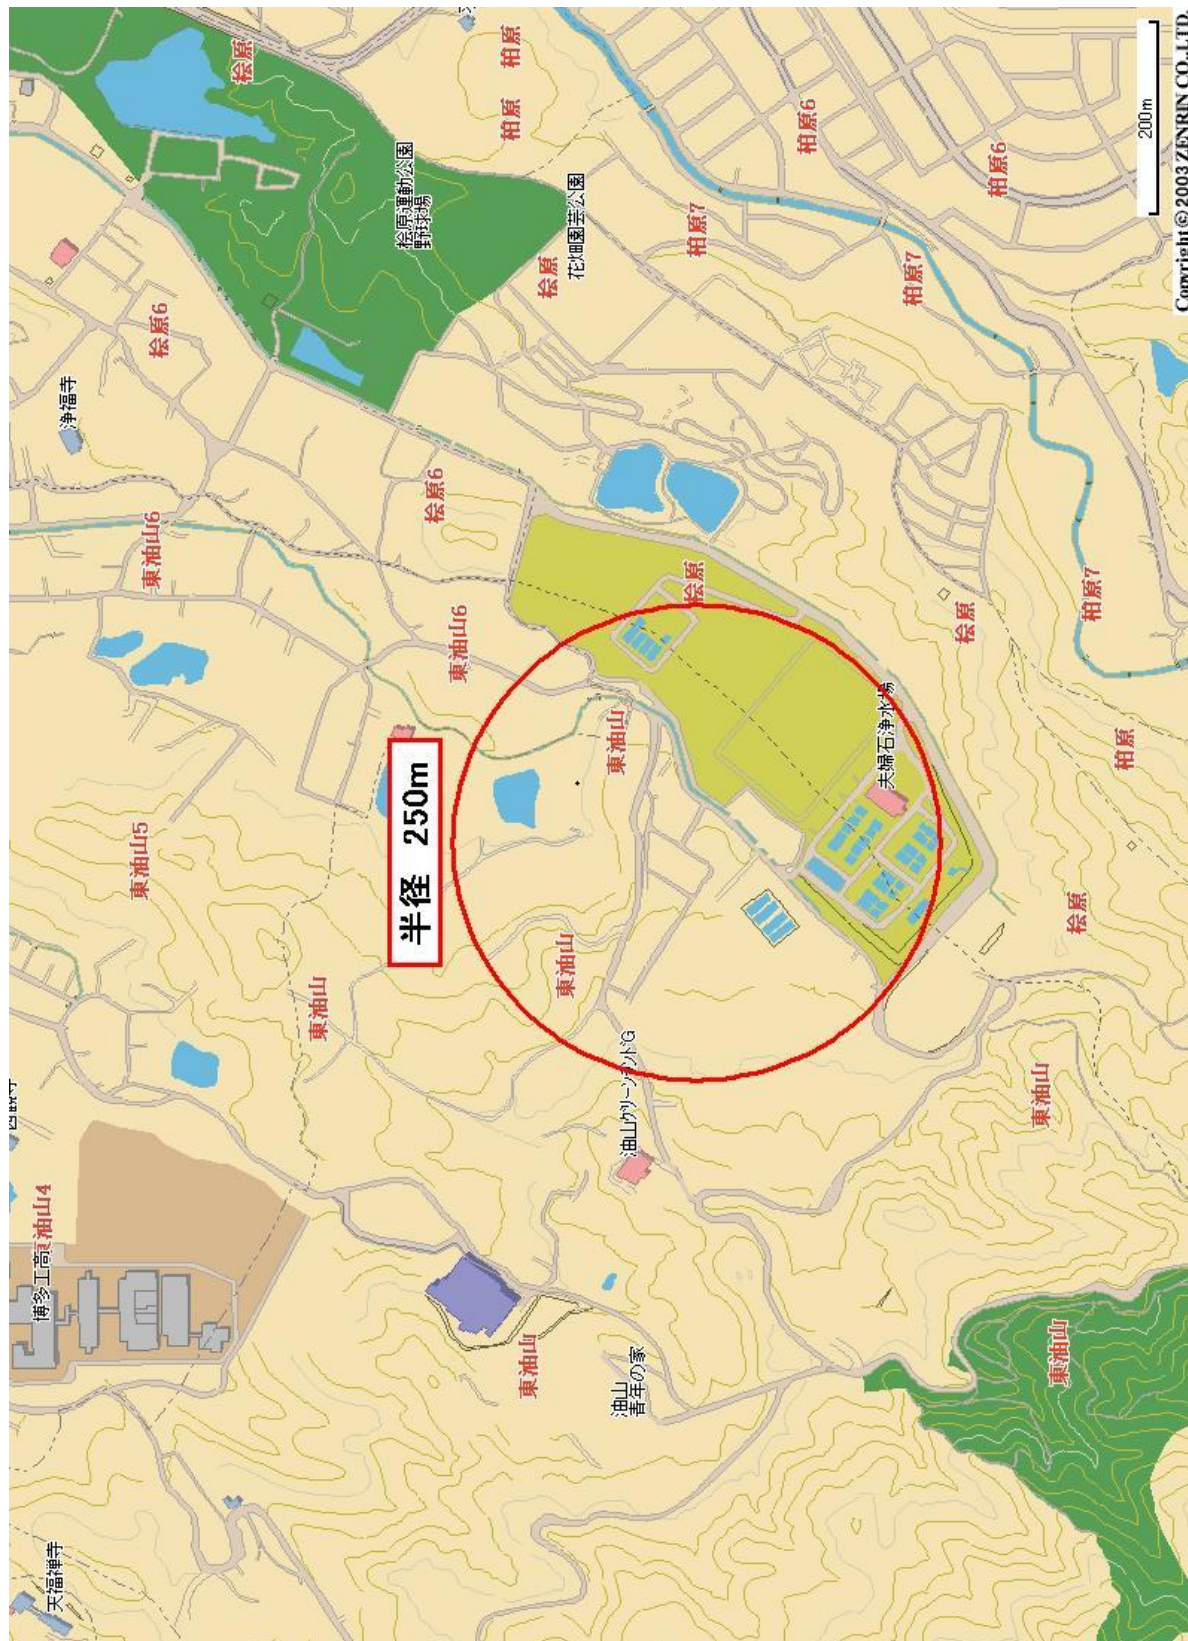 天福禅寺
博多工高
東油山4
東油山5
東油山6
浄福寺
桧原6
桧原
東油山
半径 250m
東油山6
桧原6
桧原運動公園
野球場
柏原
柏原
東油山
油山
青年の家
油山グリーンランドG
東油山
東油山
桧原
桧原
花畑園芸公園
柏原7
柏原6
夫婦石浄水場
東油山
東油山
桧原
柏原
桧原
柏原7
柏原7
柏原6
200m
Copyright©2003 ZENRIN CO.,LTD.